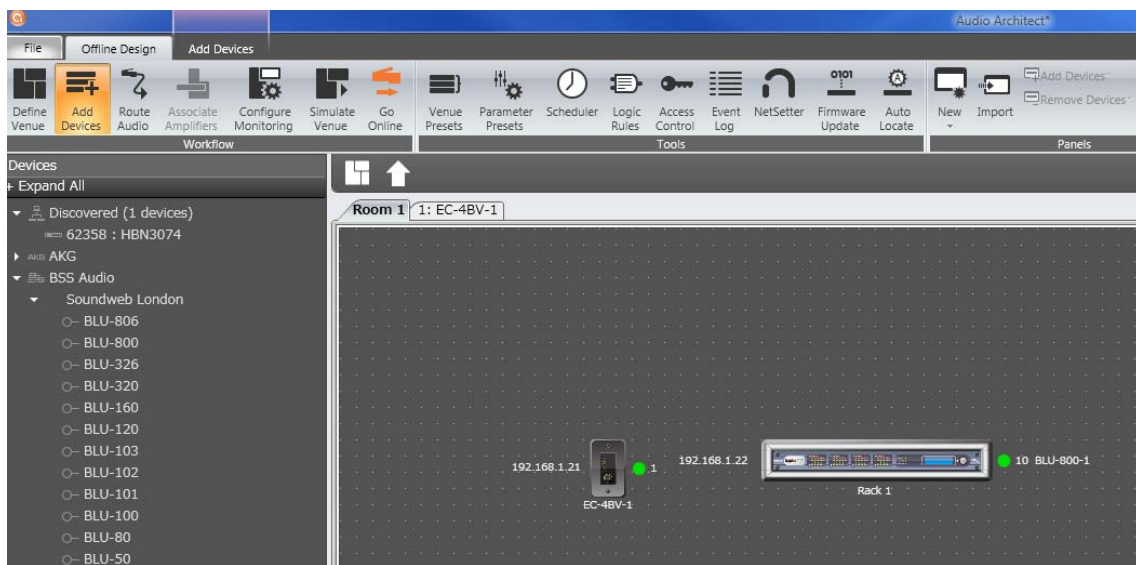 Audio Architect*
File Offline Design Add Devices
Define Venue
Add Devices
Route Audio
Associate Amplifiers
Configure Monitoring
Simulate Venue
Go Online
Workflow
Venue Presets
Parameter Presets
Scheduler
Logic Rules
Access Control
Event Log
NetSetter
0101
Firmware Update
Auto Locate
Tools
New
Import
Add Devices
Remove Devices
Panels
Devices
+ Expand All
Discovered (1 devices)
62358 : HBN3074
AKG AKG
BSS Audio
Soundweb London
BLU-806
BLU-800
BLU-326
BLU-320
BLU-160
BLU-120
BLU-103
BLU-102
BLU-101
BLU-100
BLU-80
BLU-50
Room 1 1: EC-4BV-1
192.168.1.21 1
EC-4BV-1
192.168.1.22 10 BLU-800-1
Rack 1